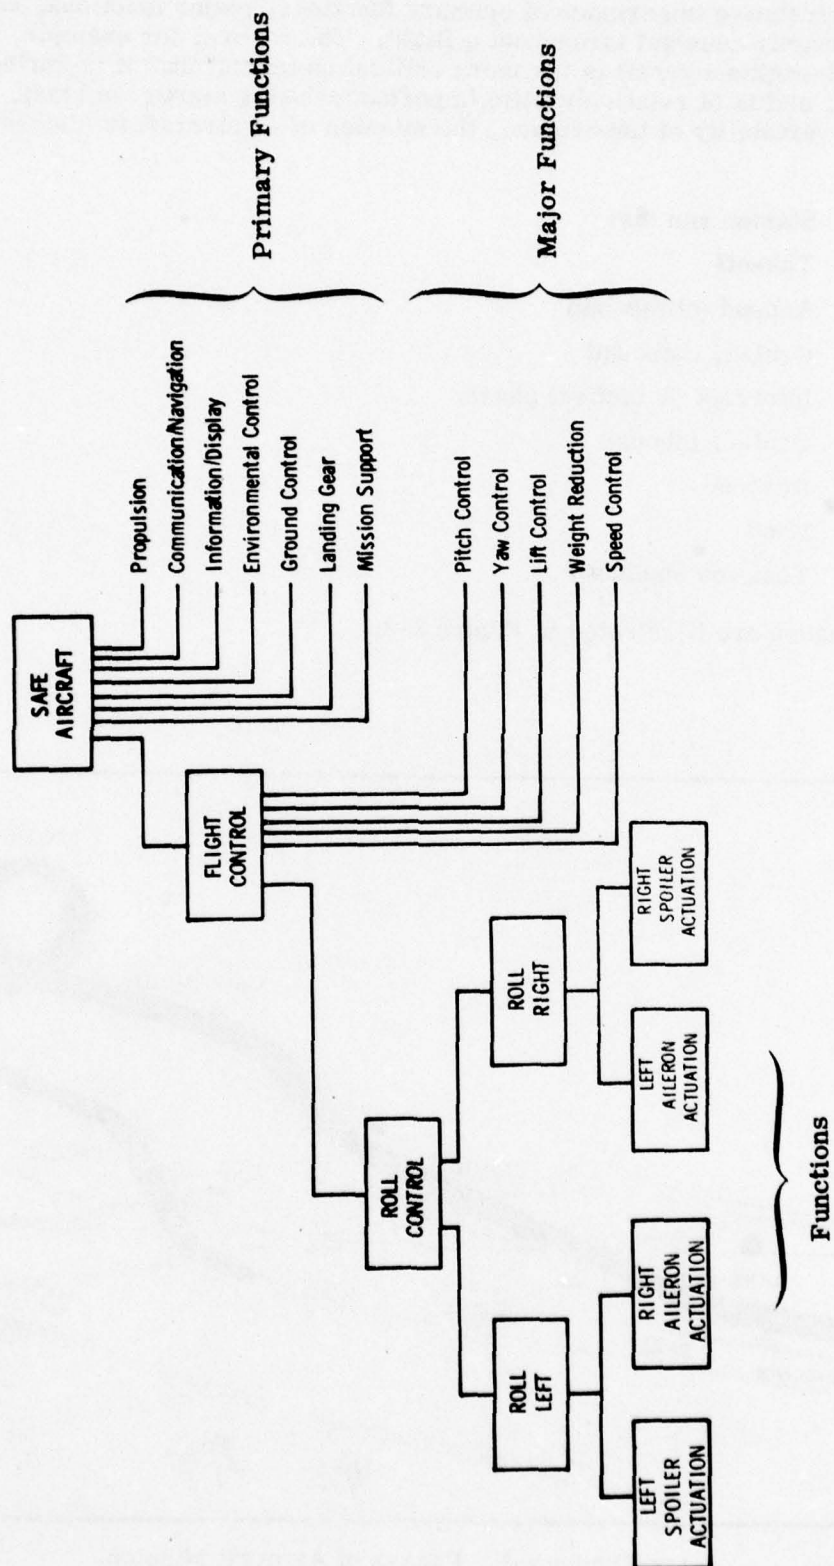 SAFE
AIRCRAFT
Propulsion
Communication/Navigation
Information/Display
Environmental Control
Ground Control
Landing Gear
Mission Support
Primary Functions
FLIGHT
CONTROL
Pitch Control
Yaw Control
Lift Control
Weight Reduction
Speed Control
Major Functions
ROLL
CONTROL
ROLL
LEFT
ROLL
RIGHT
LEFT
SPOILER
ACTUATION
RIGHT
AILERON
ACTUATION
LEFT
AILERON
ACTUATION
RIGHT
SPOILER
ACTUATION
Functions